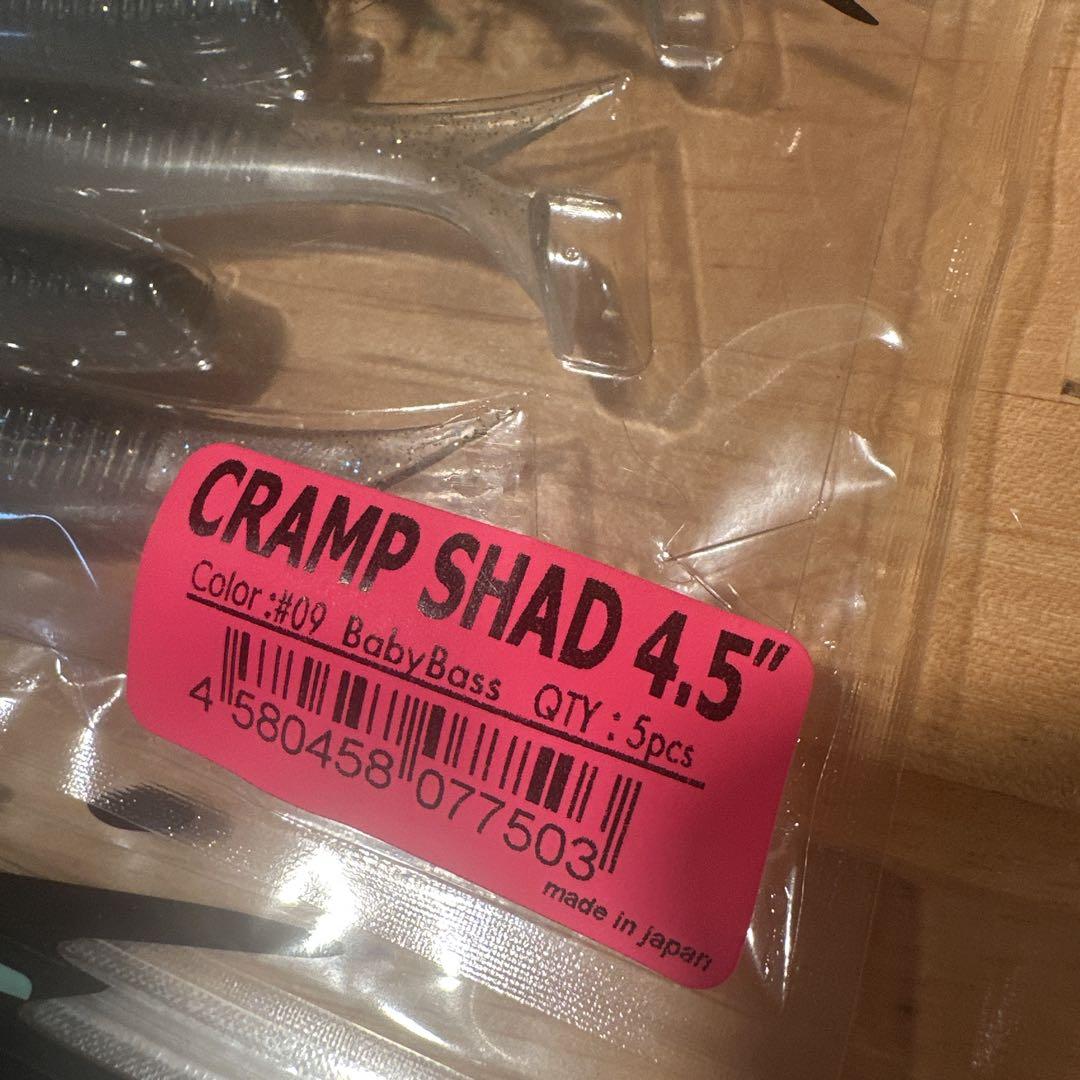 CRAMP SHAD 4.5"
Color:#09 BabyBass QTY:5pcs
4 580458 077503
made in japan